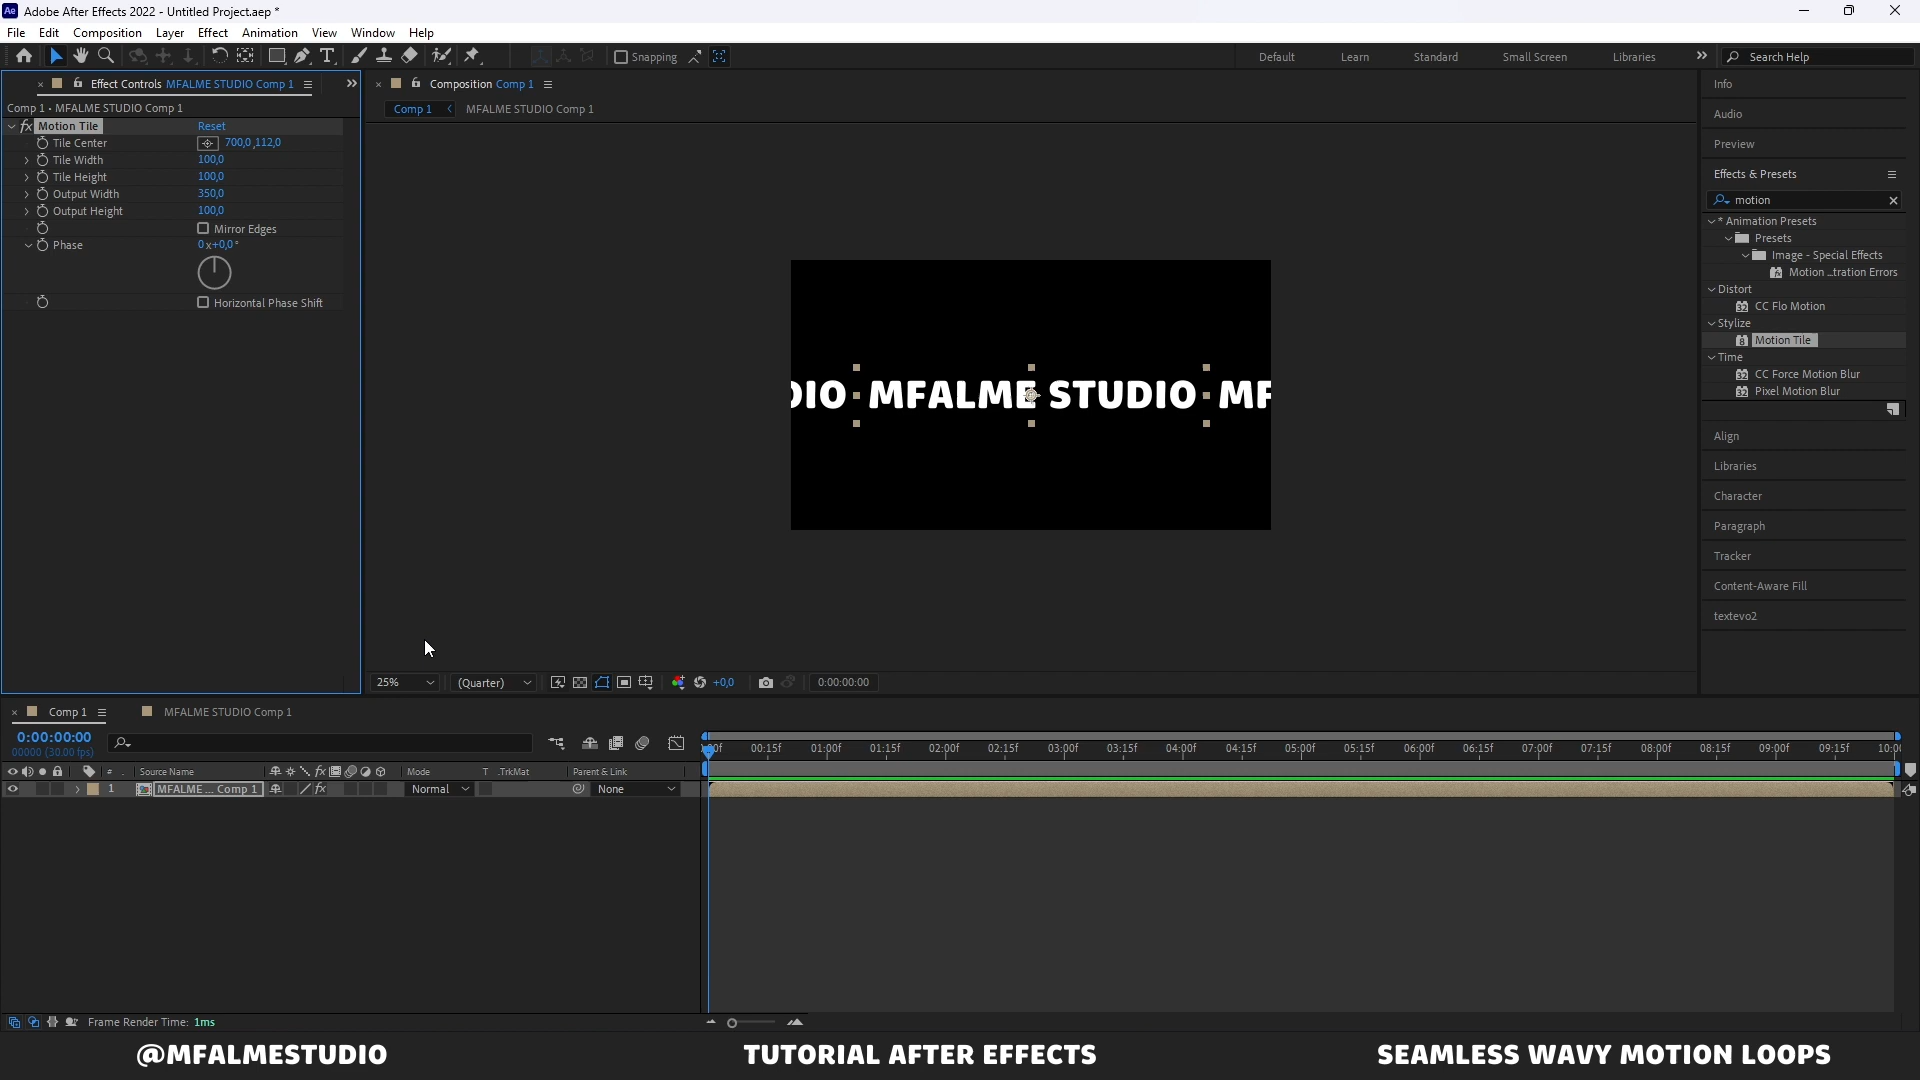 Ae Adobe After Effects 2022 - Untitled Project.aep *
File Edit Composition Layer Effect Animation View Window Help
Snapping
Default Learn Standard Small Screen Libraries
Search Help
Effect Controls MFALME STUDIO Comp 1
Comp 1 • MFALME STUDIO Comp 1
fx Motion Tile Reset
Tile Center 700,0 ,112,0
Tile Width 100,0
Tile Height 100,0
Output Width 350,0
Output Height 100,0
Mirror Edges
Phase 0 x+0,0 °
Horizontal Phase Shift
Composition Comp 1
Comp 1 MFALME STUDIO Comp 1
DIO MFALME STUDIO MF
25% (Quarter) +0,0 0:00:00:00
Info
Audio
Preview
Effects & Presets
motion
* Animation Presets
Presets
Image - Special Effects
Motion ...tration Errors
Distort
CC Flo Motion
Stylize
Motion Tile
Time
CC Force Motion Blur
Pixel Motion Blur
Align
Libraries
Character
Paragraph
Tracker
Content-Aware Fill
textevo2
Comp 1 MFALME STUDIO Comp 1
0:00:00:00
00000 (30.00 fps)
00:15f 01:00f 01:15f 02:00f 02:15f 03:00f 03:15f 04:00f 04:15f 05:00f 05:15f 06:00f 06:15f 07:00f 07:15f 08:00f 08:15f 09:00f 09:15f 10:0
# Source Name fx Mode T .TrkMat Parent & Link
1 MFALME ... Comp 1 fx Normal None
Frame Render Time: 1ms
@MFALMESTUDIO TUTORIAL AFTER EFFECTS SEAMLESS WAVY MOTION LOOPS